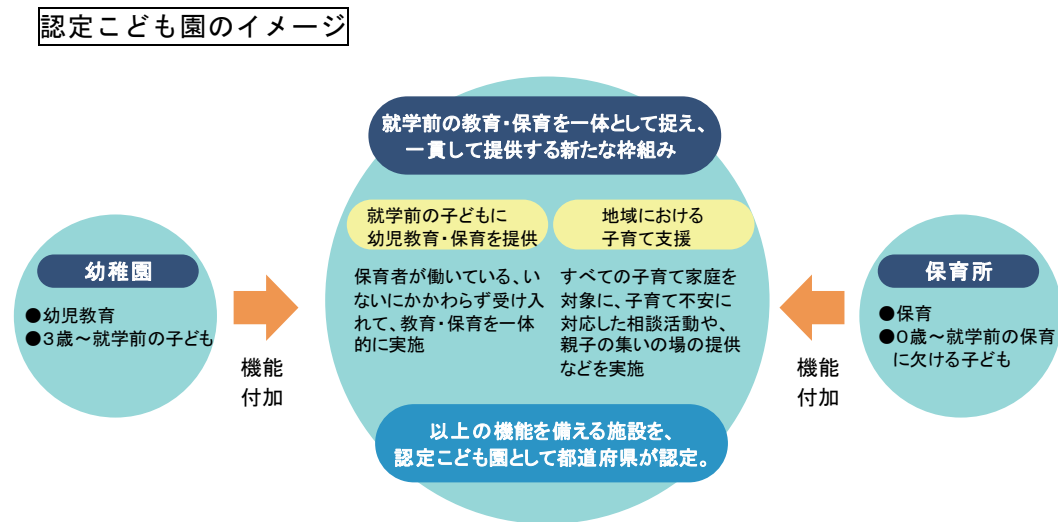 認定こども園のイメージ
就学前の教育・保育を一体として捉え、
一貫して提供する新たな枠組み
就学前の子どもに
幼児教育・保育を提供
保育者が働いている、い
ないにかかわらず受け入
れて、教育・保育を一体
的に実施
地域における
子育て支援
すべての子育て家庭を
対象に、子育て不安に
対応した相談活動や、
親子の集いの場の提供
などを実施
以上の機能を備える施設を、
認定こども園として都道府県が認定。
幼稚園
●幼児教育
●3歳～就学前の子ども
機能
付加
保育所
●保育
●0歳～就学前の保育
に欠ける子ども
機能
付加